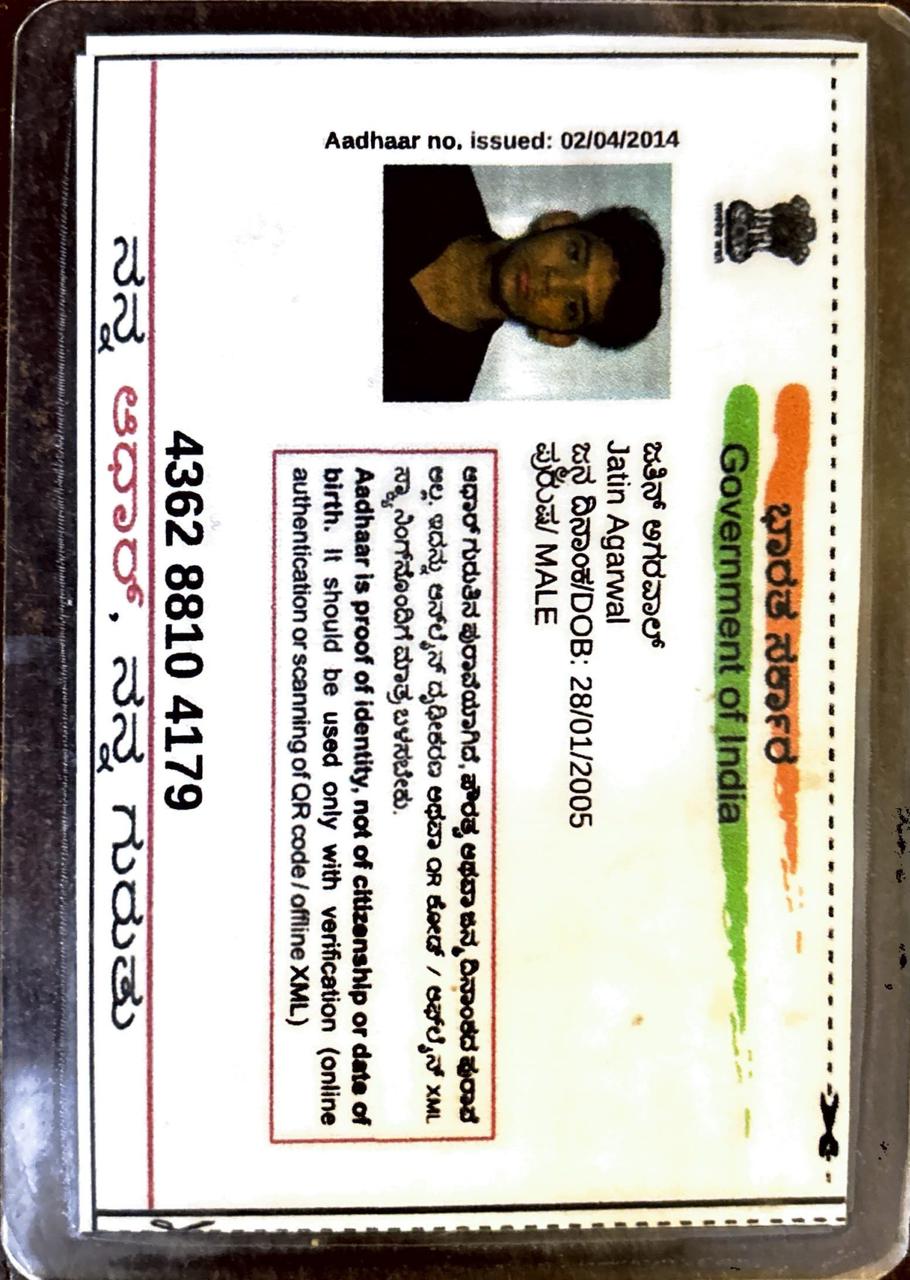 ಭಾರತ ಸರ್ಕಾರ
Government of India
Aadhaar no. issued: 02/04/2014
ಜತಿನ್ ಅಗರವಾಲ್
Jatin Agarwal
ಜನ್ಮ ದಿನಾಂಕ/DOB: 28/01/2005
ಪುರುಷ/ MALE
ಆಧಾರ್ ಗುರುತಿನ ಪುರಾವೆಯಾಗಿದೆ, ಪೌರತ್ವ ಅಥವಾ ಜನ್ಮ ದಿನಾಂಕದ ಪುರಾವೆ
ಅಲ್ಲ. ಇದನ್ನು ಆನ್‌ಲೈನ್ ದೃಢೀಕರಣ ಅಥವಾ QR ಕೋಡ್ / ಆಫ್‌ಲೈನ್ XML
ಸ್ಕ್ಯಾನಿಂಗ್‌ನೊಂದಿಗೆ ಮಾತ್ರ ಬಳಸಬೇಕು.
Aadhaar is proof of identity, not of citizenship or date of
birth. It should be used only with verification (online
authentication or scanning of QR code / offline XML)
4362 8810 4179
ನನ್ನ ಆಧಾರ್, ನನ್ನ ಗುರುತು